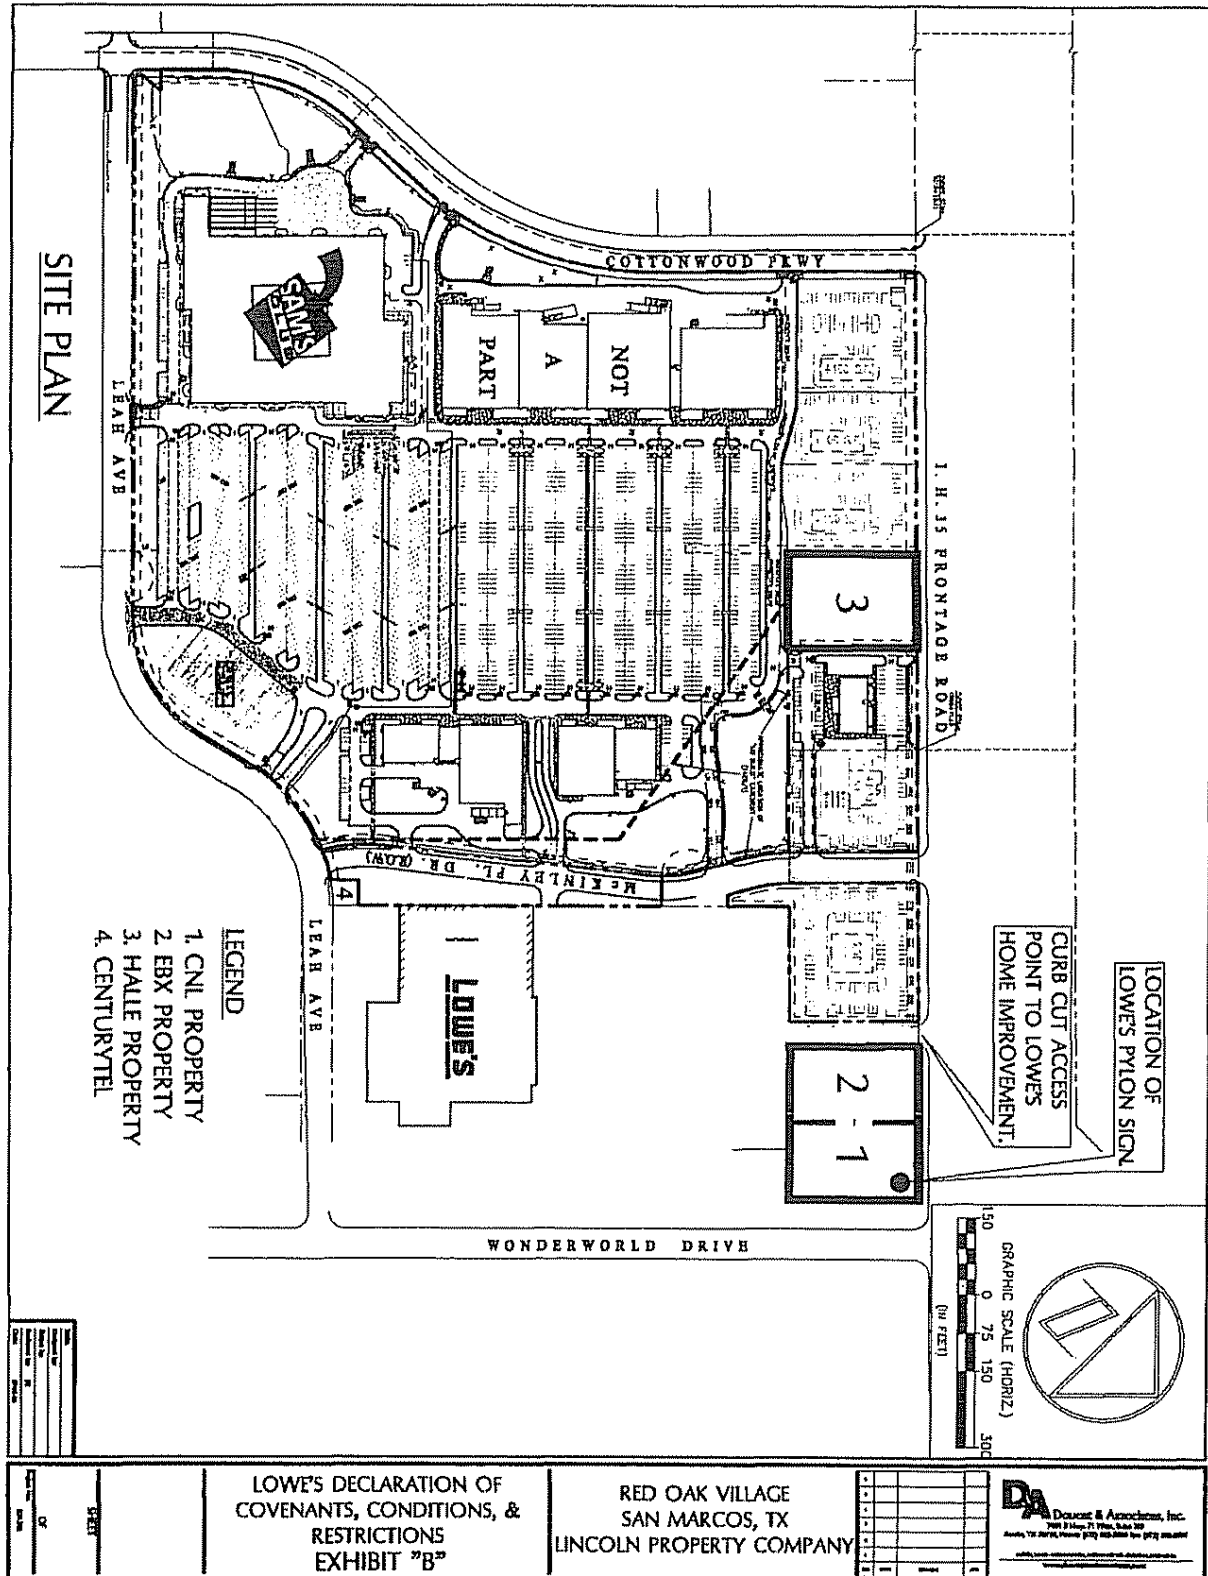 SITE PLAN
LEAH AVE
COTTONWOOD PKWY
I. H. 35 FRONTAGE ROAD
SAM'S
NOT
A
PART
3
McKINLEY PL. DR. (R.O.W)
4
LEAH AVE
LOWE'S
2 - 1
WONDERWORLD DRIVE
LOCATION OF
LOWE'S PYLON SIGN.
CURB CUT ACCESS
POINT TO LOWE'S
HOME IMPROVEMENT.
LEGEND
1. CNL PROPERTY
2 EBX PROPERTY
3. HALLE PROPERTY
4. CENTURYTEL
GRAPHIC SCALE (HORIZ.)
150 0 75 150 300
(IN FEET)
LOWE'S DECLARATION OF
COVENANTS, CONDITIONS, &
RESTRICTIONS
EXHIBIT "B"
RED OAK VILLAGE
SAN MARCOS, TX
LINCOLN PROPERTY COMPANY
Doucet & Associates, Inc.
SHEET
OF